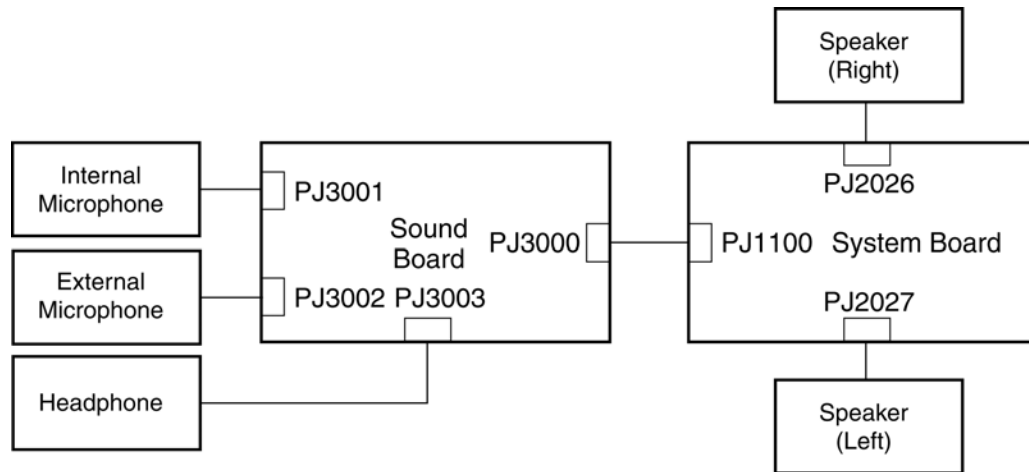 Speaker
(Right)
Internal
Microphone
PJ3001
PJ2026
Sound
Board
PJ3000
PJ1100
System Board
External
Microphone
PJ3002
PJ3003
PJ2027
Headphone
Speaker
(Left)